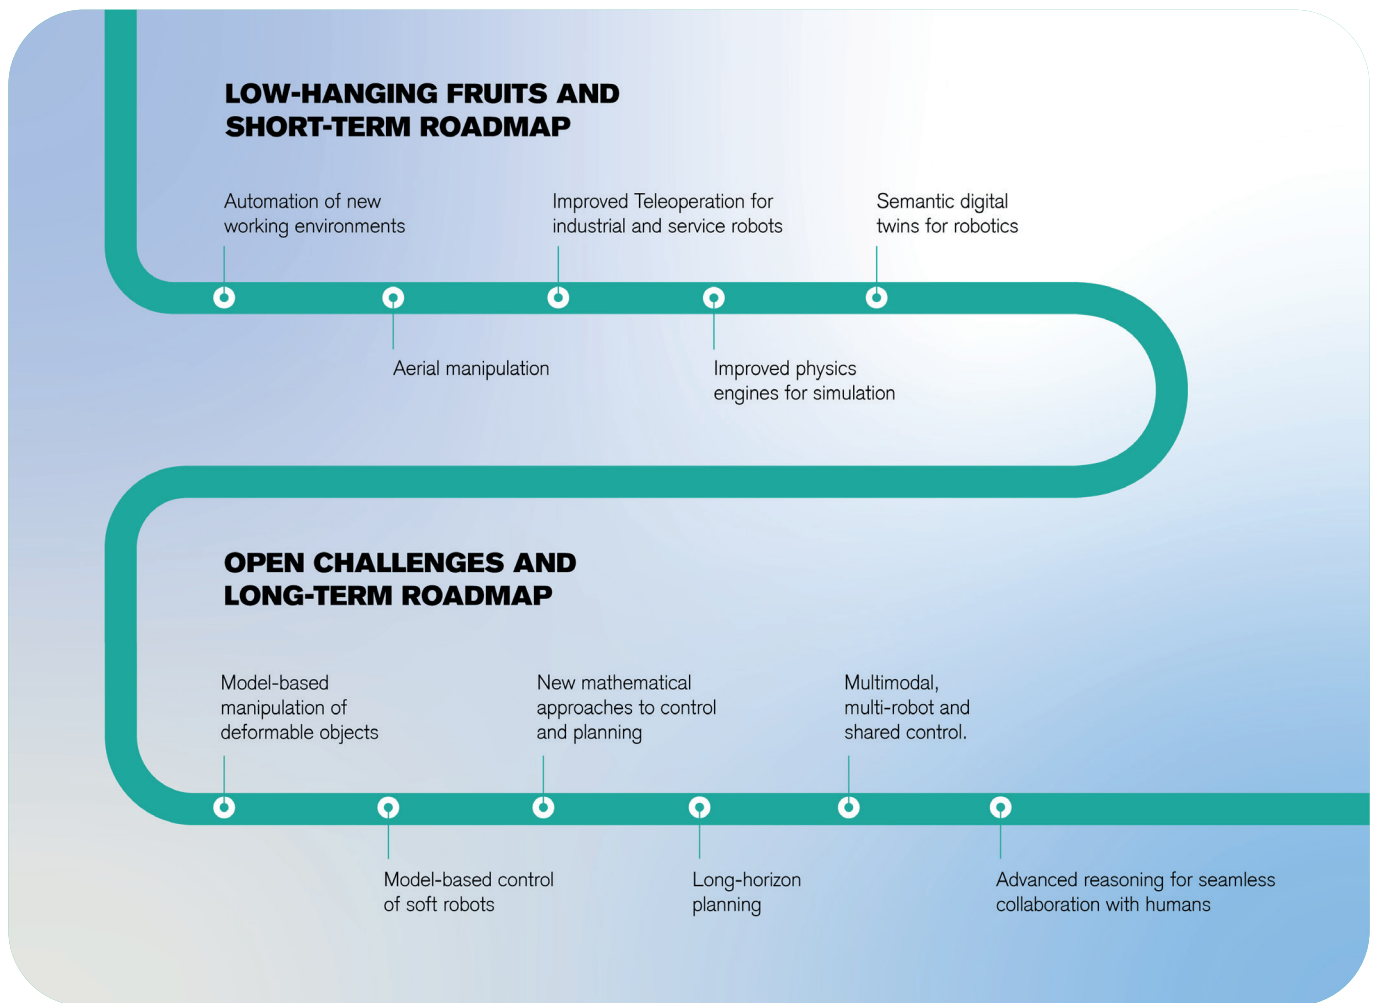 LOW-HANGING FRUITS AND
SHORT-TERM ROADMAP
Automation of new
working environments
Improved Teleoperation for
industrial and service robots
Semantic digital
twins for robotics
Aerial manipulation
Improved physics
engines for simulation
OPEN CHALLENGES AND
LONG-TERM ROADMAP
Model-based
manipulation of
deformable objects
New mathematical
approaches to control
and planning
Multimodal,
multi-robot and
shared control.
Model-based control
of soft robots
Long-horizon
planning
Advanced reasoning for seamless
collaboration with humans